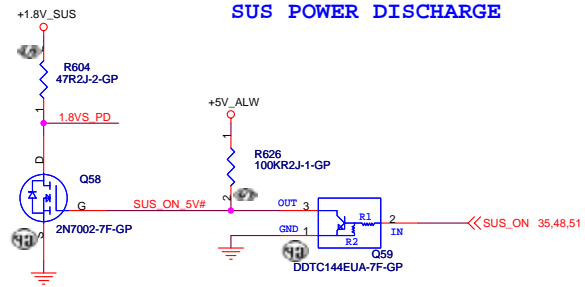 SUS POWER DISCHARGE
+1.8V_SUS
R604
47R2J-2-GP
1
1.8VS_PD
+5V_ALW
1
R626
100KR2J-1-GP
2
D
Q58
G
SUS_ON_5V#
OUT 3
R1
2
IN
SUS_ON 35,48,51
GND 1
R2
S
2N7002-7F-GP
Q59
DDTC144EUA-7F-GP